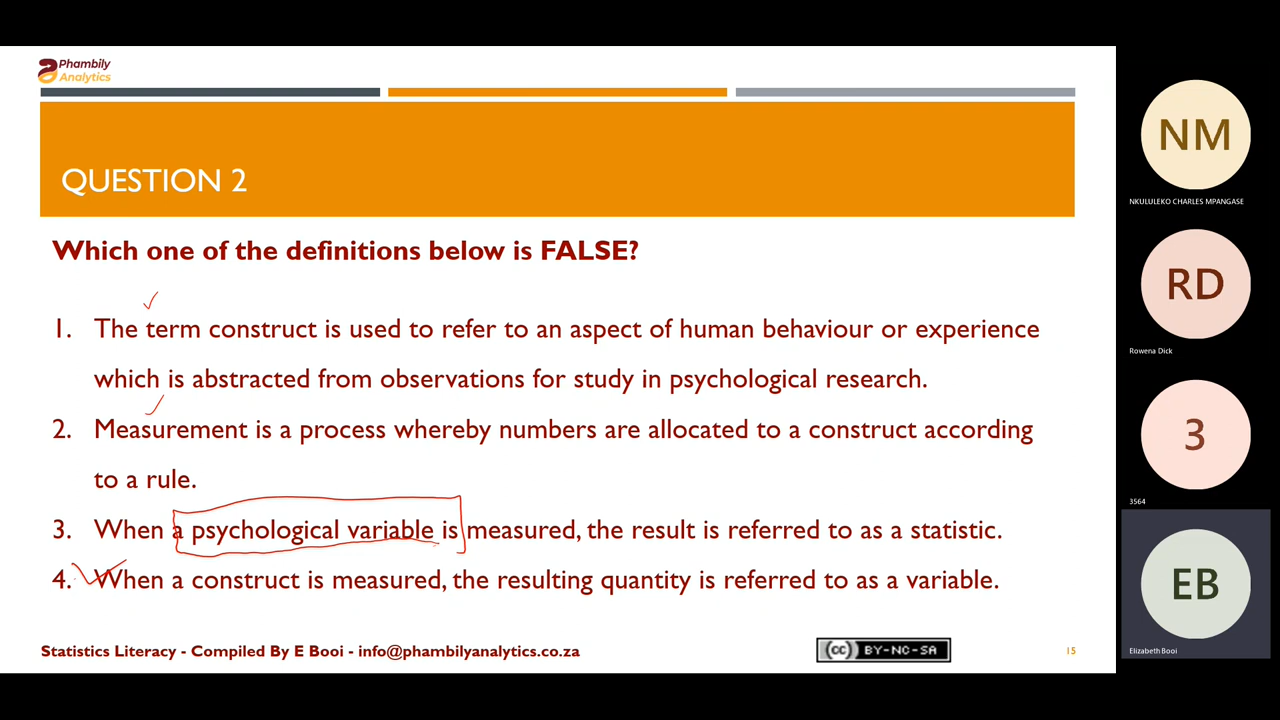 Phambily
Analytics
QUESTION 2
Which one of the definitions below is FALSE?
1. The term construct is used to refer to an aspect of human behaviour or experience
which is abstracted from observations for study in psychological research.
2. Measurement is a process whereby numbers are allocated to a construct according
to a rule.
3. When a psychological variable is measured, the result is referred to as a statistic.
4. When a construct is measured, the resulting quantity is referred to as a variable.
Statistics Literacy - Compiled By E Booi - info@phambilyanalytics.co.za
cc BY-NC-SA
15
NM
NKULULEKO CHARLES MPANGASE
RD
Rowena Dick
3
3564
EB
Elizabeth Booi